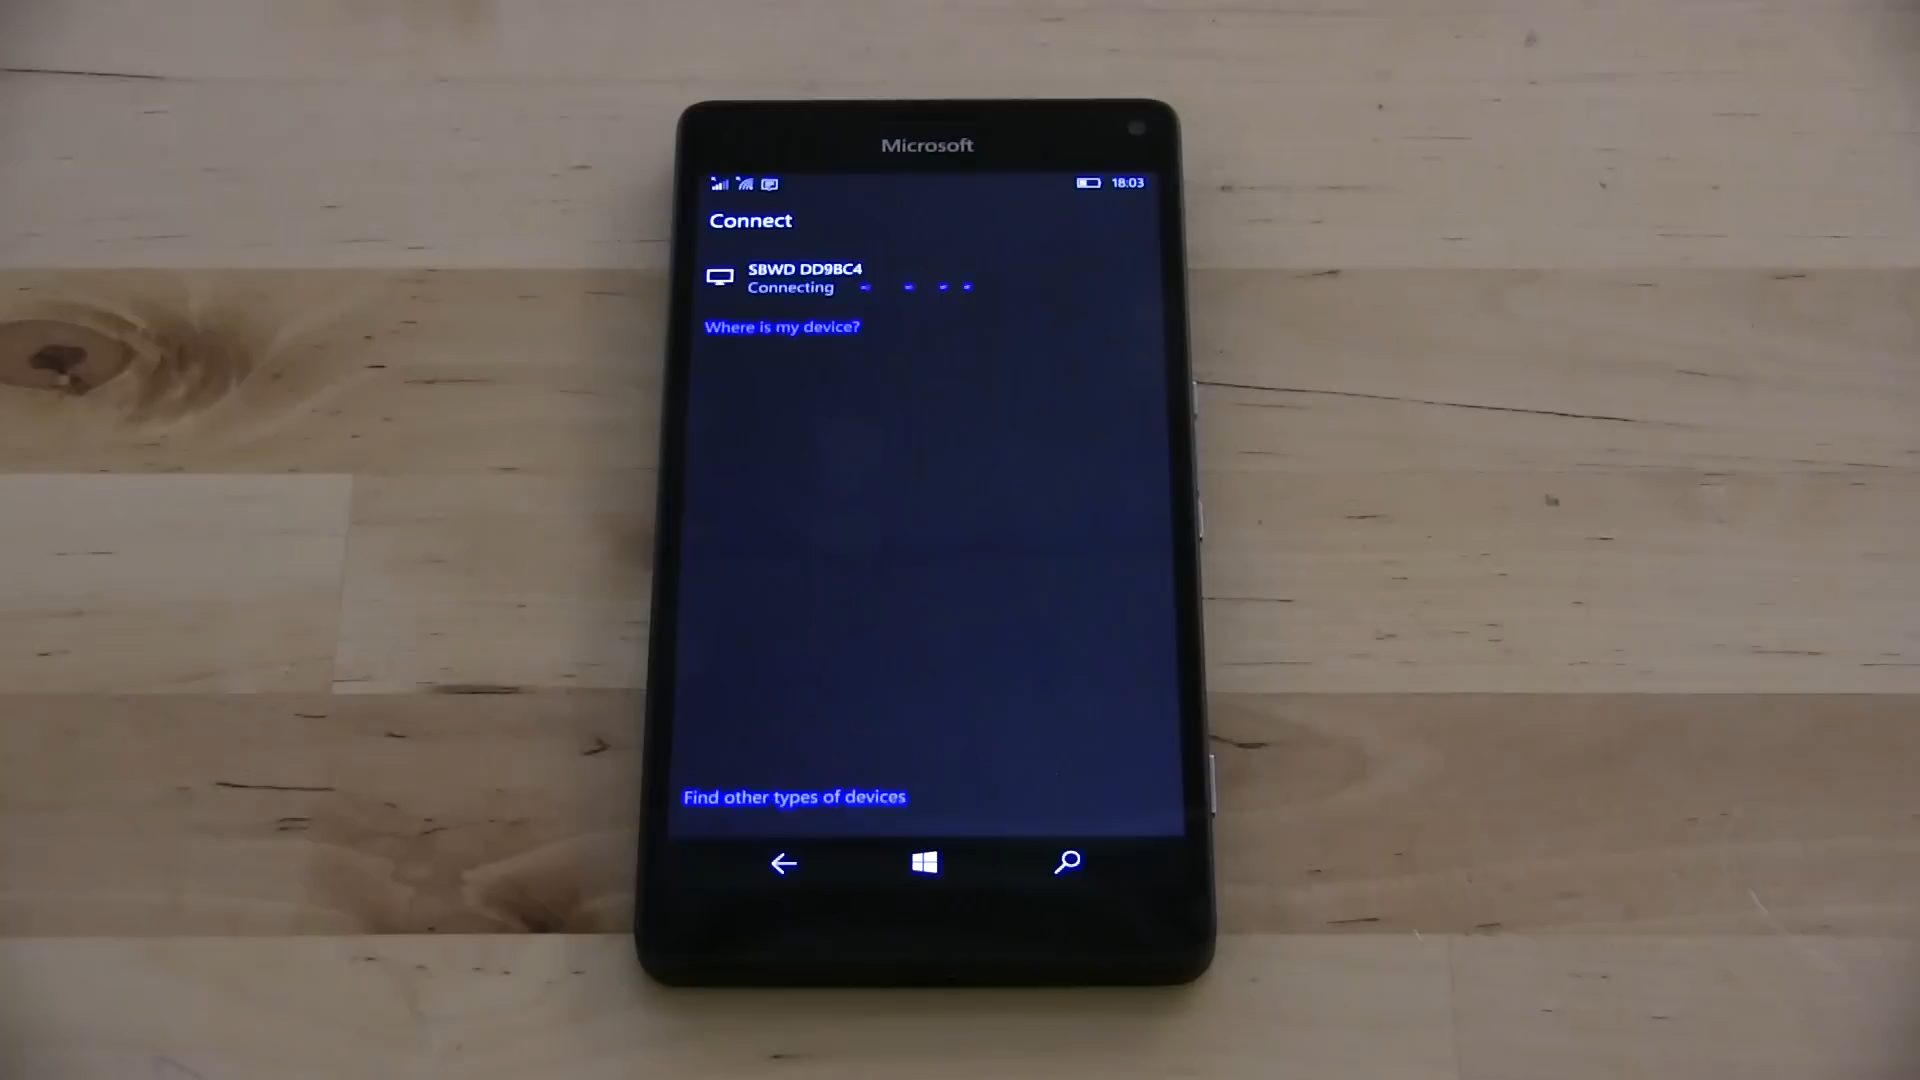 Microsoft
18:03
Connect
SBWD DD9BC4
Connecting
Where is my device?
Find other types of devices